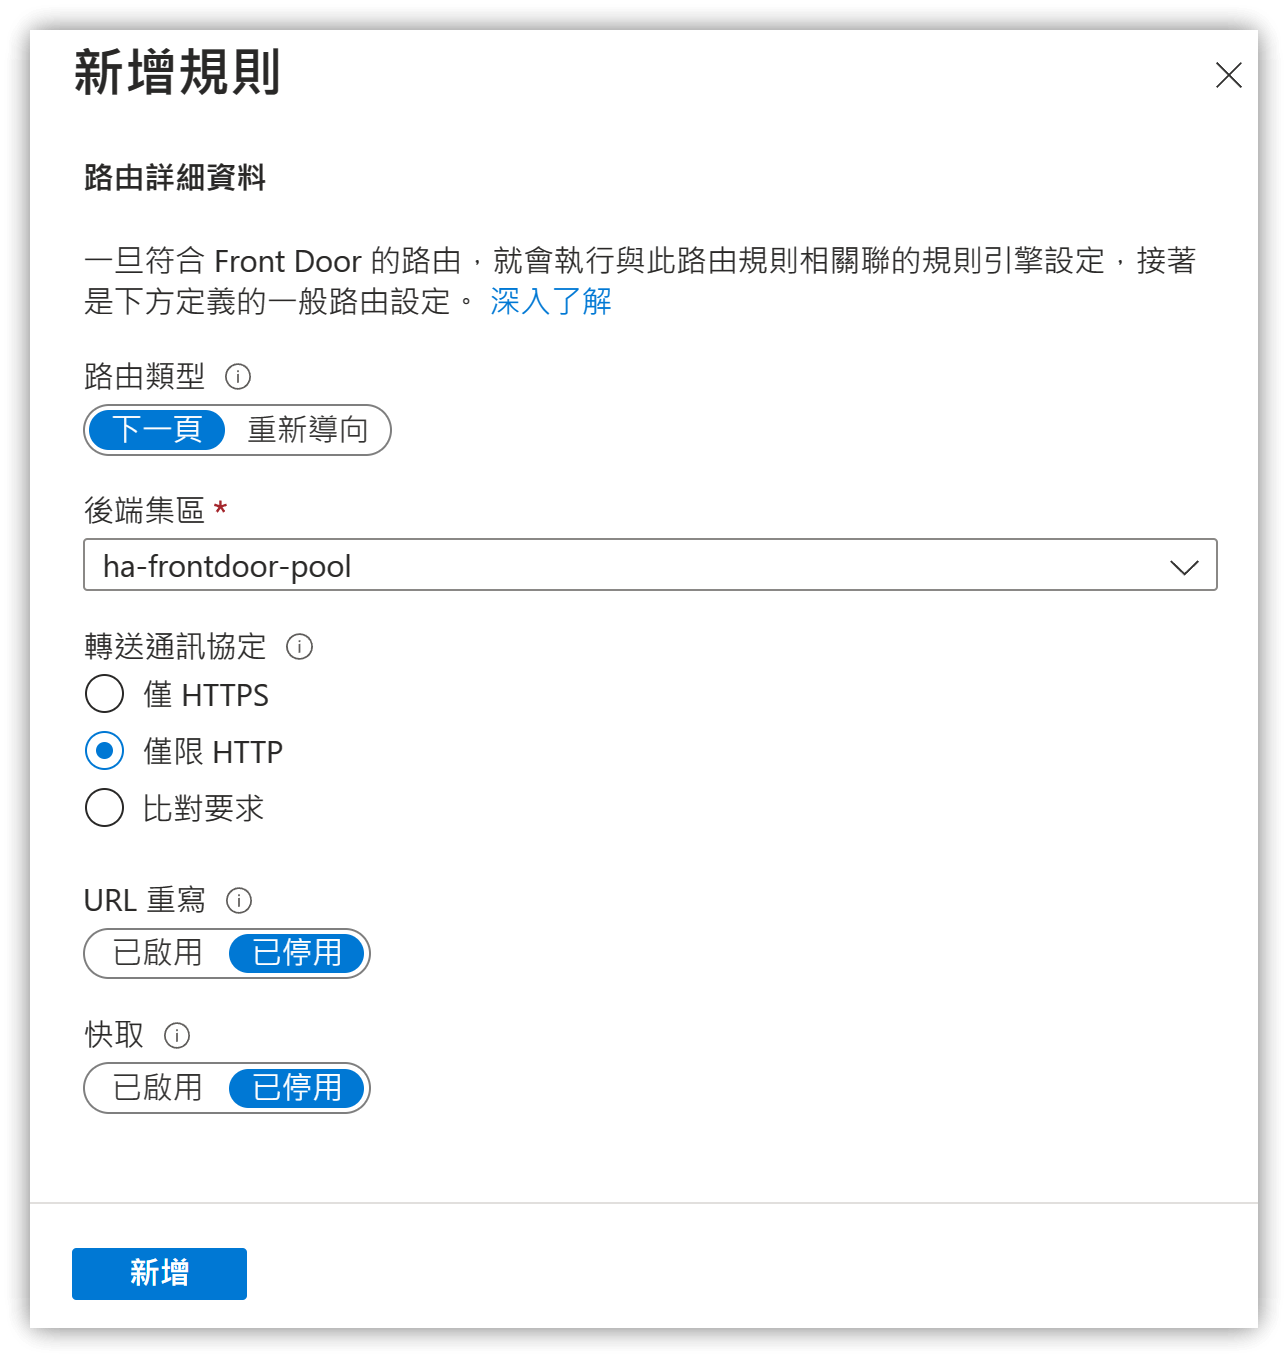 新增規則
路由詳細資料
一旦符合 Front Door 的路由，就會執行與此路由規則相關聯的規則引擎設定，接著
是下方定義的一般路由設定。 深入了解
路由類型
下一頁 重新導向
後端集區 *
ha-frontdoor-pool
轉送通訊協定
僅 HTTPS
僅限 HTTP
比對要求
URL 重寫
已啟用 已停用
快取
已啟用 已停用
新增